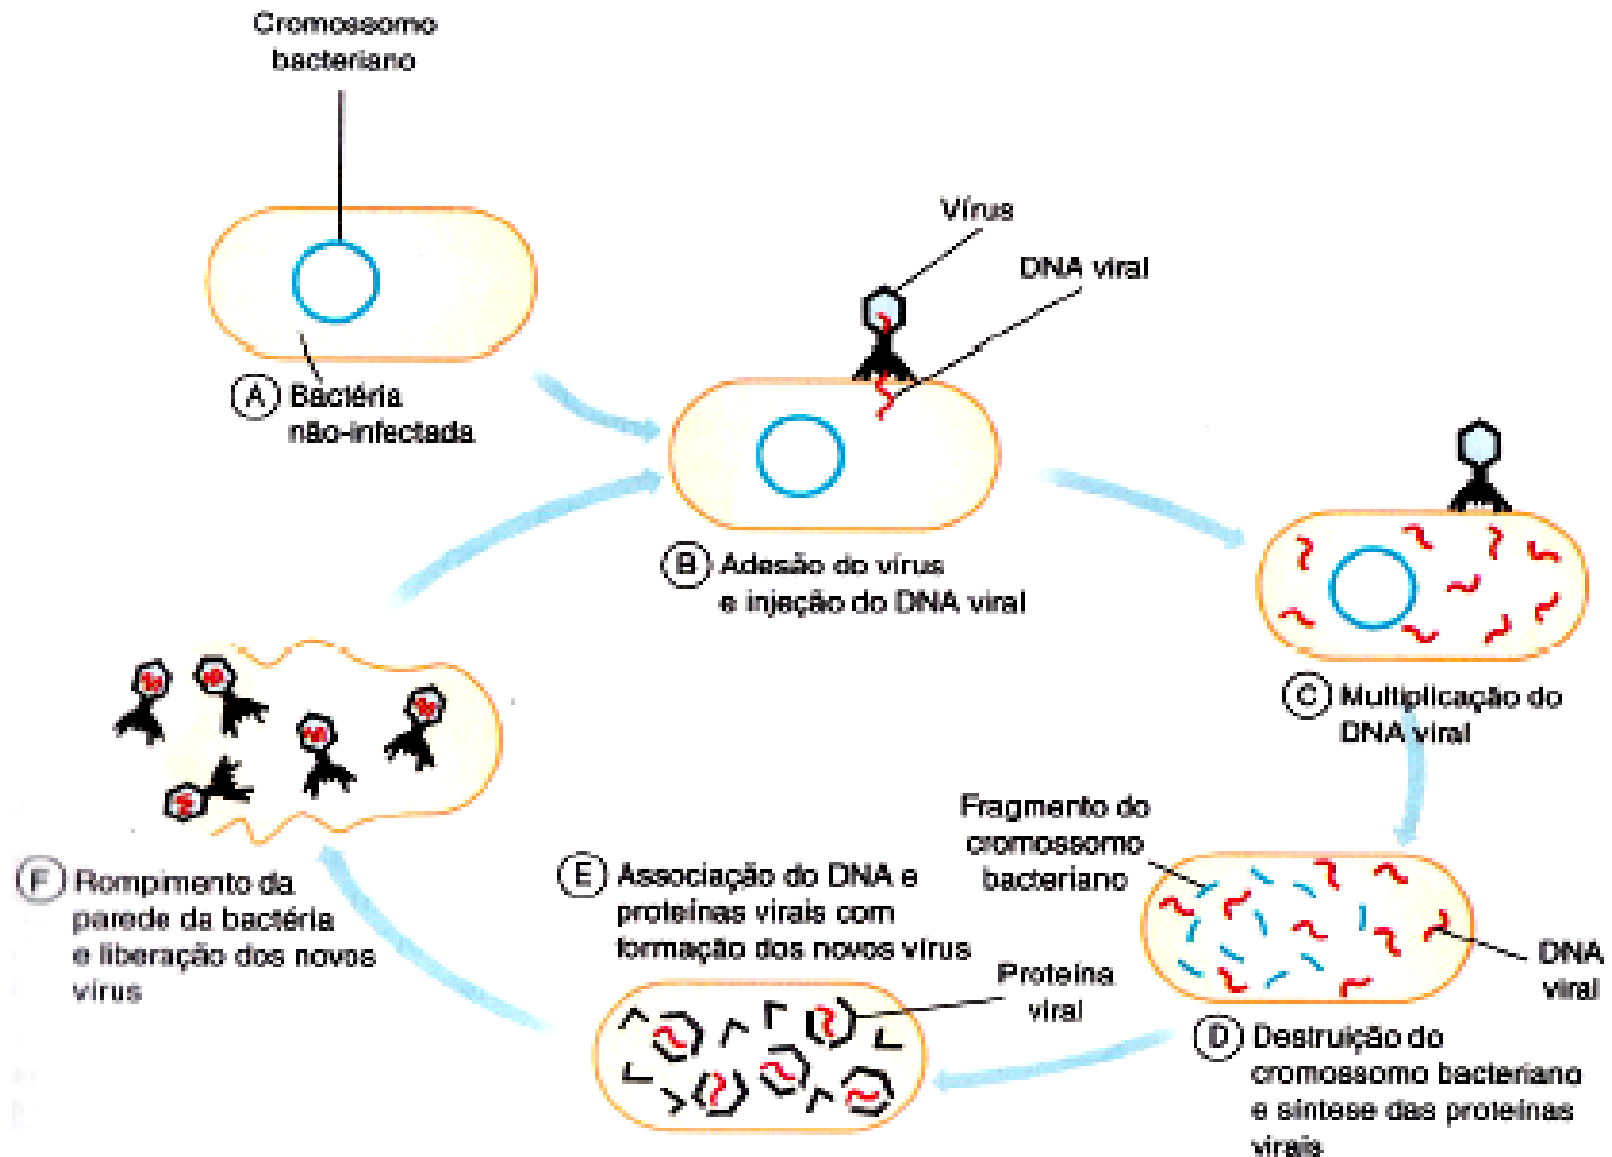 Cromossomo
bacteriano
Vírus
DNA viral
A Bactéria
não-infectada
B Adesão do vírus
e injeção do DNA viral
C Multiplicação do
DNA viral
Fragmento do
cromossomo
bacteriano
DNA
viral
D Destruição do
cromossomo bacteriano
e síntese das proteínas
virais
E Associação do DNA e
proteínas virais com
formação dos novos vírus
Proteína
viral
F Rompimento da
parede da bactéria
e liberação dos novos
vírus